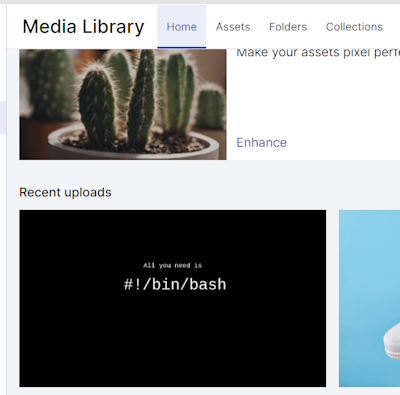 Media Library
Home
Assets
Folders
Collections
Make your assets pixel perfe
Enhance
Recent uploads
All you need is
#!/bin/bash